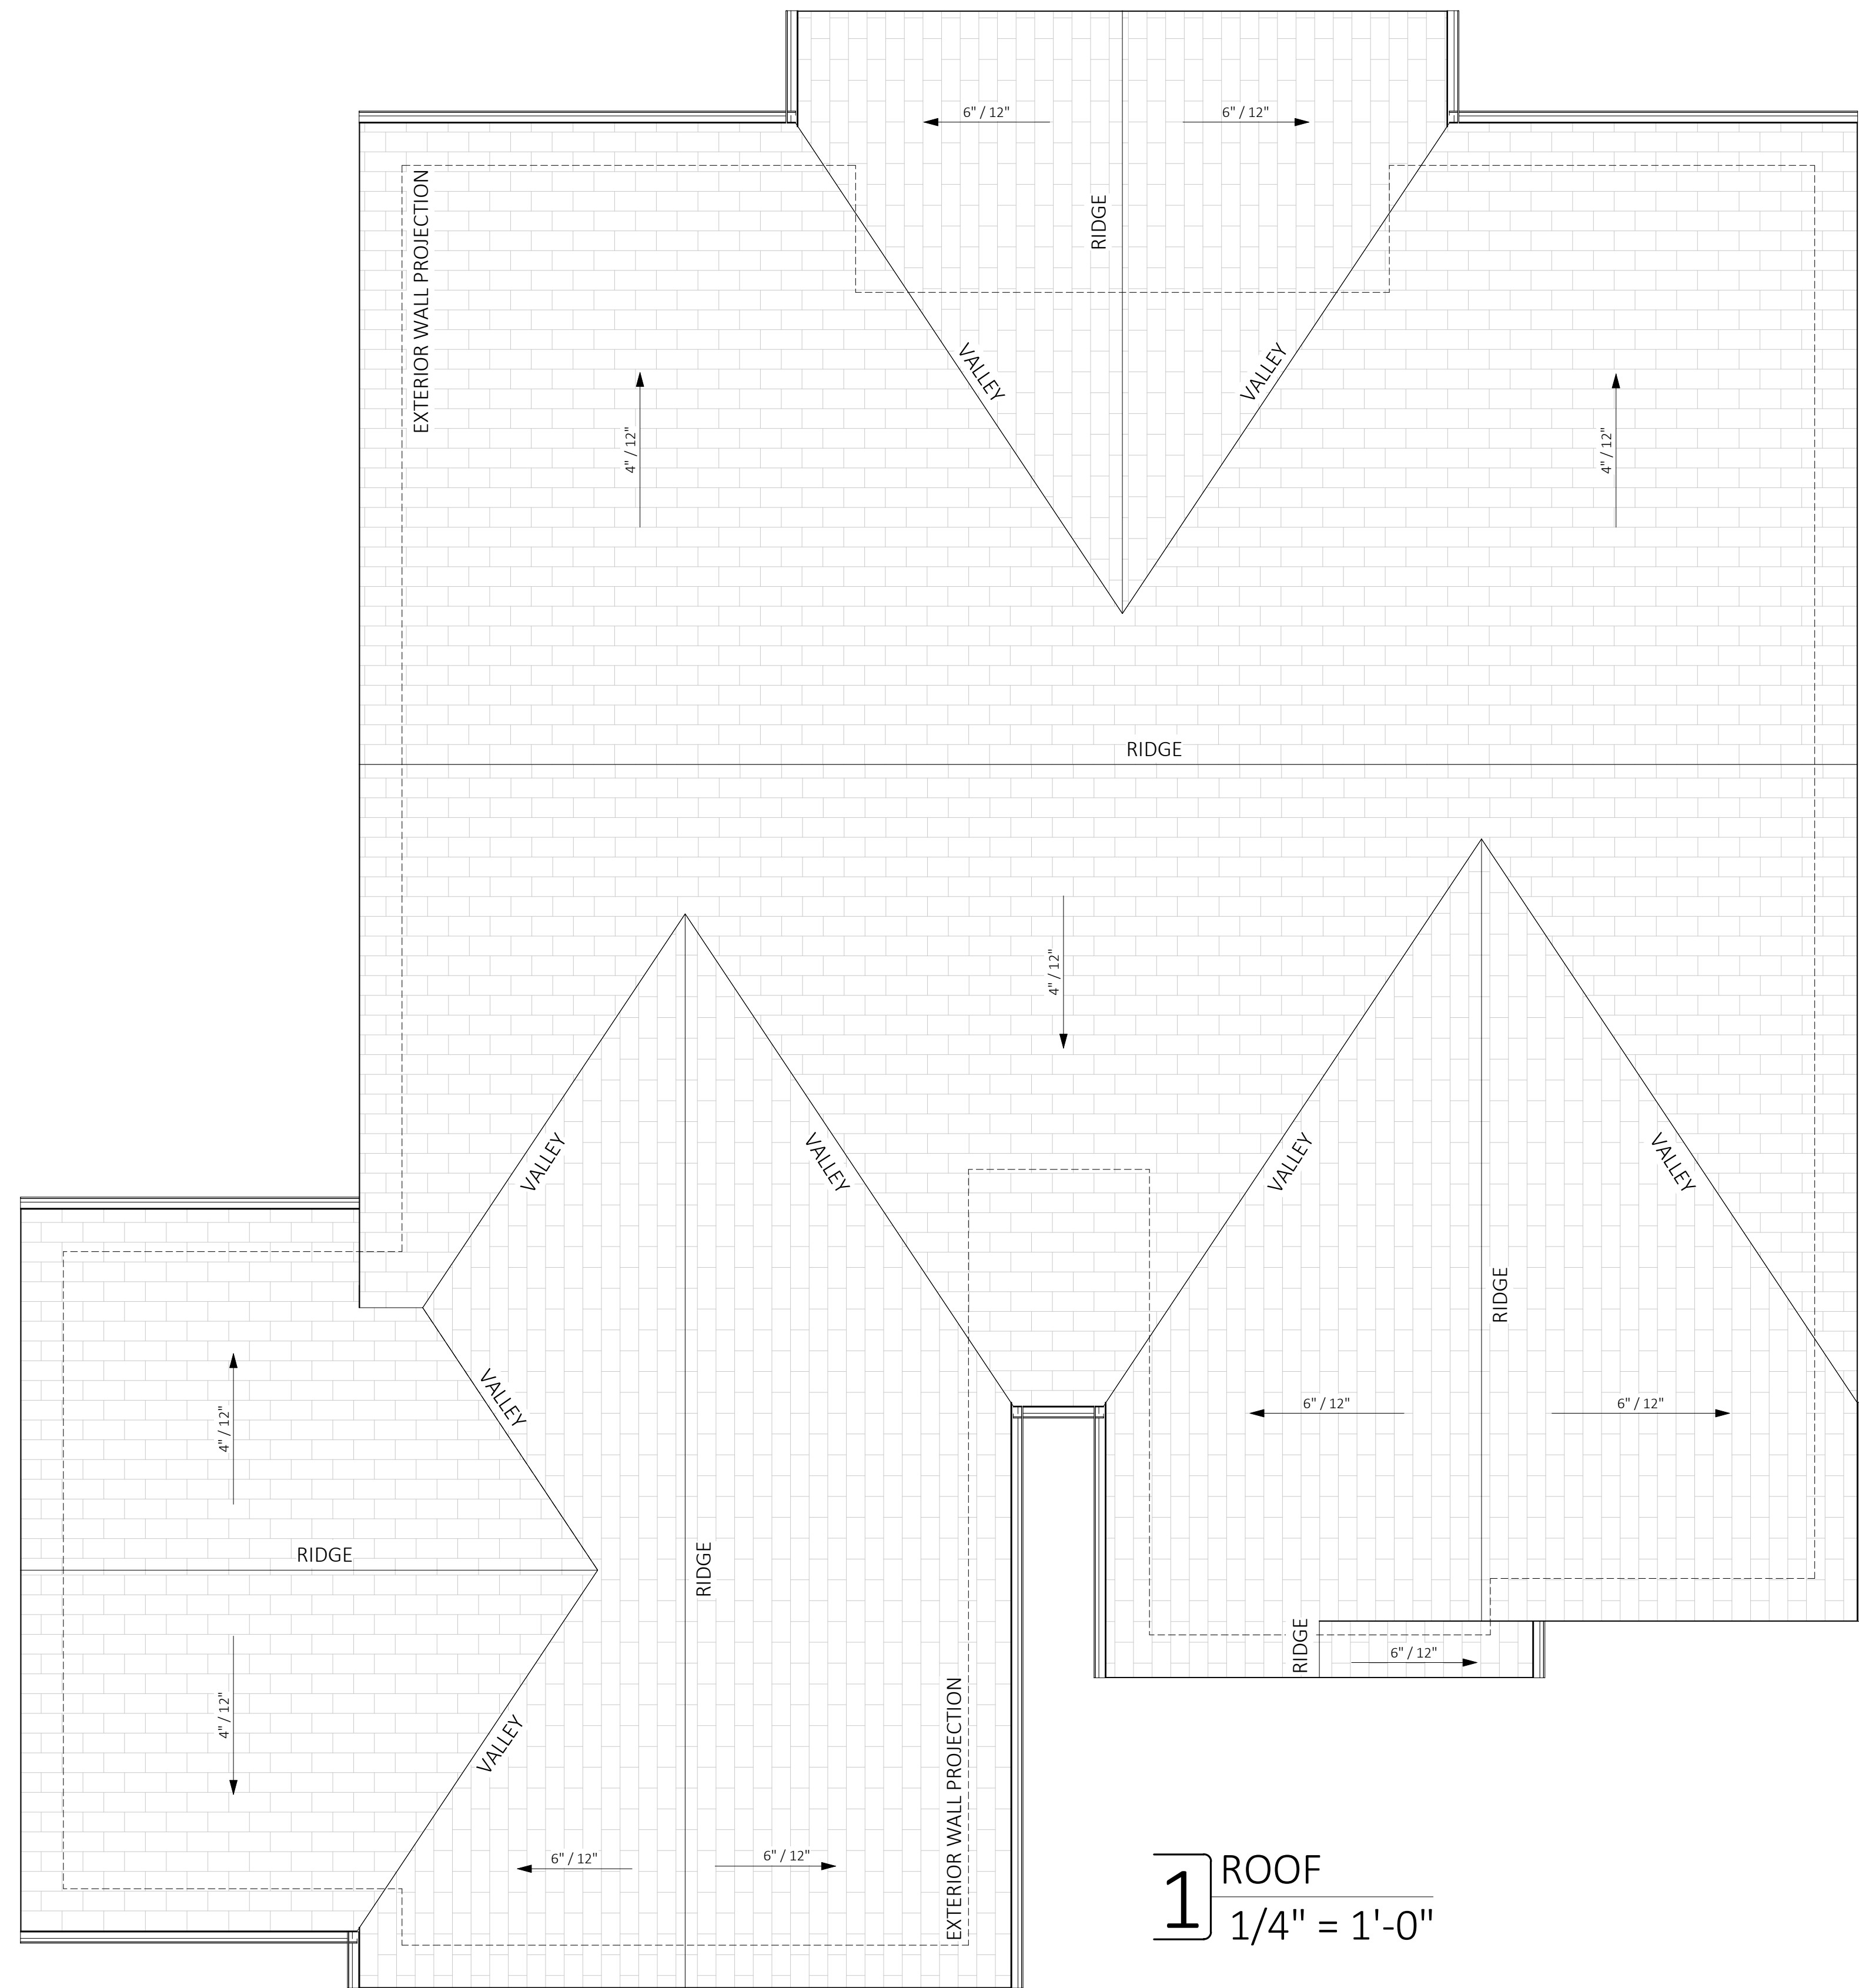 6" / 12"
6" / 12"
EXTERIOR WALL PROJECTION
RIDGE
VALLEY
VALLEY
4" / 12"
4" / 12"
RIDGE
4" / 12"
VALLEY
VALLEY
VALLEY
VALLEY
RIDGE
VALLEY
4" / 12"
6" / 12"
6" / 12"
RIDGE
RIDGE
RIDGE
6" / 12"
4" / 12"
VALLEY
EXTERIOR WALL PROJECTION
6" / 12"
6" / 12"
1
ROOF
1/4" = 1'-0"